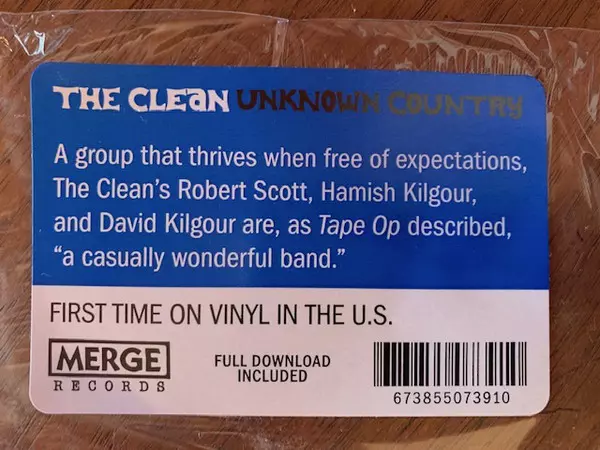 THE CLEAN UNKNOWN COUNTRY
A group that thrives when free of expectations,
The Clean's Robert Scott, Hamish Kilgour,
and David Kilgour are, as Tape Op described,
"a casually wonderful band."
FIRST TIME ON VINYL IN THE U.S.
MERGE
RECORDS
FULL DOWNLOAD
INCLUDED
673855073910